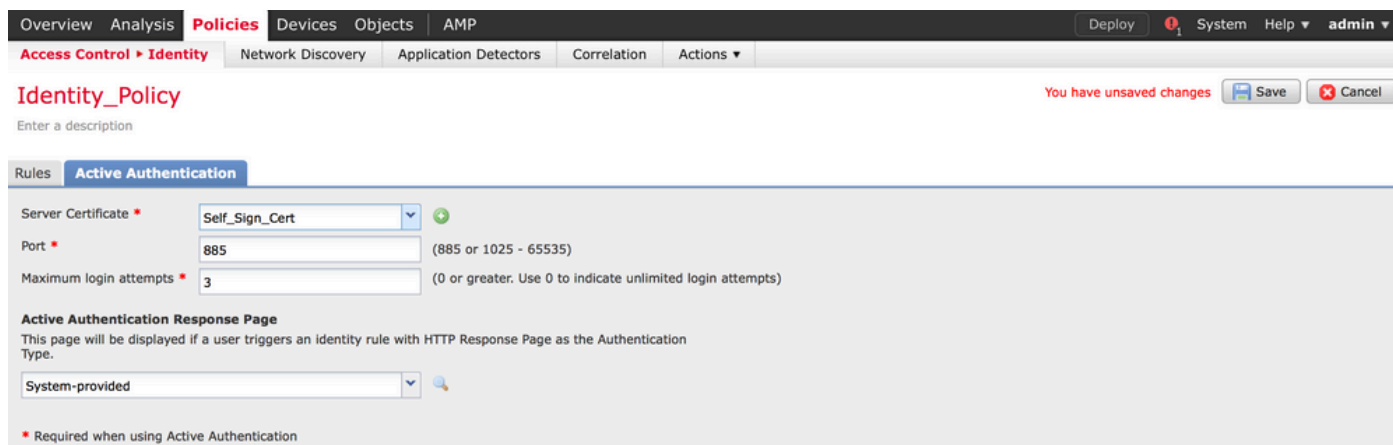 Overview Analysis Policies Devices Objects AMP Deploy 1 System Help ▾ admin ▾
Access Control ▸ Identity Network Discovery Application Detectors Correlation Actions ▾
Identity_Policy You have unsaved changes Save Cancel
Enter a description
Rules Active Authentication
Server Certificate * Self_Sign_Cert
Port * 885 (885 or 1025 - 65535)
Maximum login attempts * 3 (0 or greater. Use 0 to indicate unlimited login attempts)
Active Authentication Response Page
This page will be displayed if a user triggers an identity rule with HTTP Response Page as the Authentication
Type.
System-provided
* Required when using Active Authentication